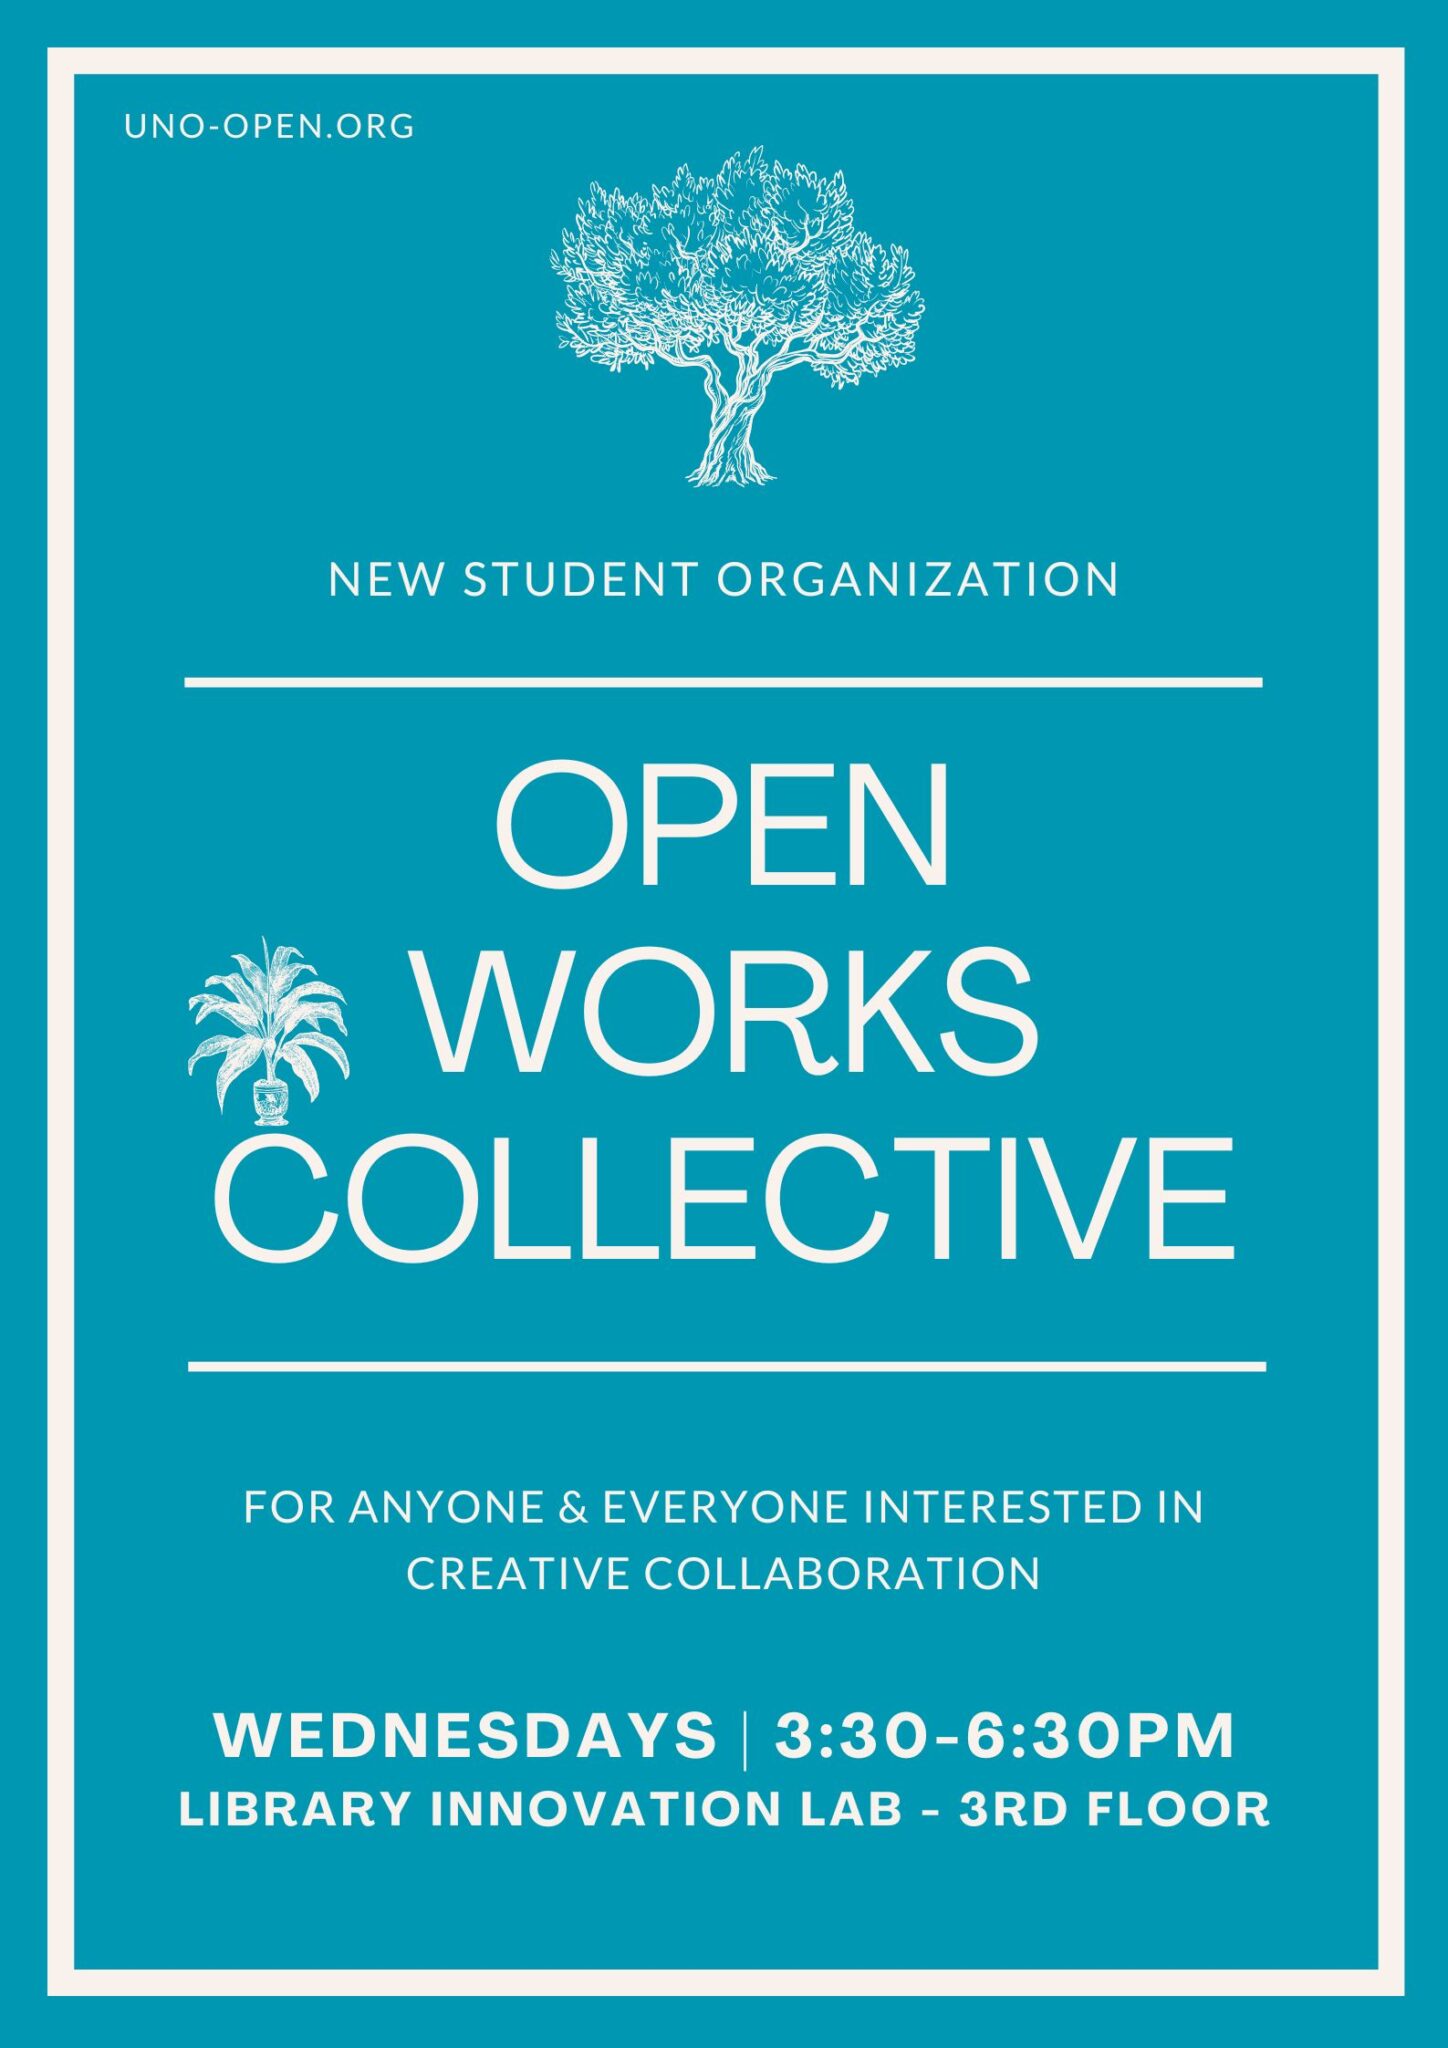 UNO-OPEN.ORG
NEW STUDENT ORGANIZATION
OPEN
WORKS
COLLECTIVE
FOR ANYONE & EVERYONE INTERESTED IN
CREATIVE COLLABORATION
WEDNESDAYS | 3:30-6:30PM
LIBRARY INNOVATION LAB - 3RD FLOOR